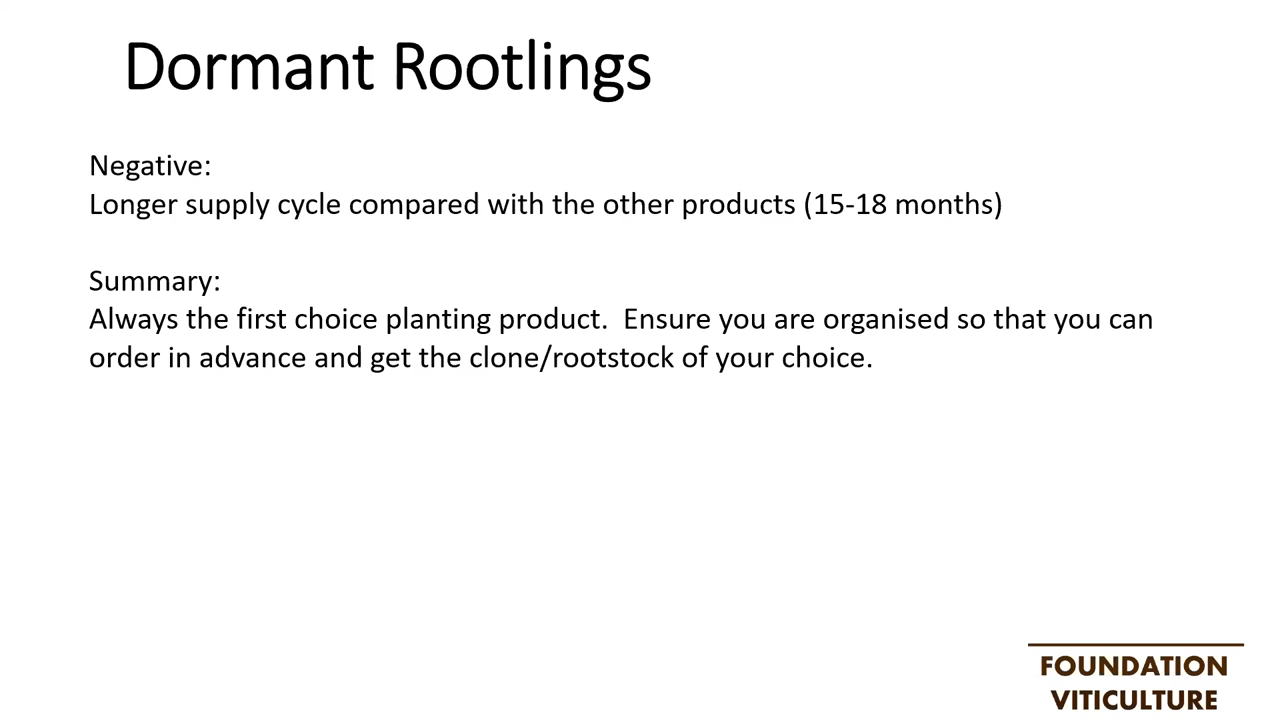 Dormant Rootlings
Negative:
Longer supply cycle compared with the other products (15-18 months)
Summary:
Always the first choice planting product.  Ensure you are organised so that you can
order in advance and get the clone/rootstock of your choice.
FOUNDATION
VITICULTURE